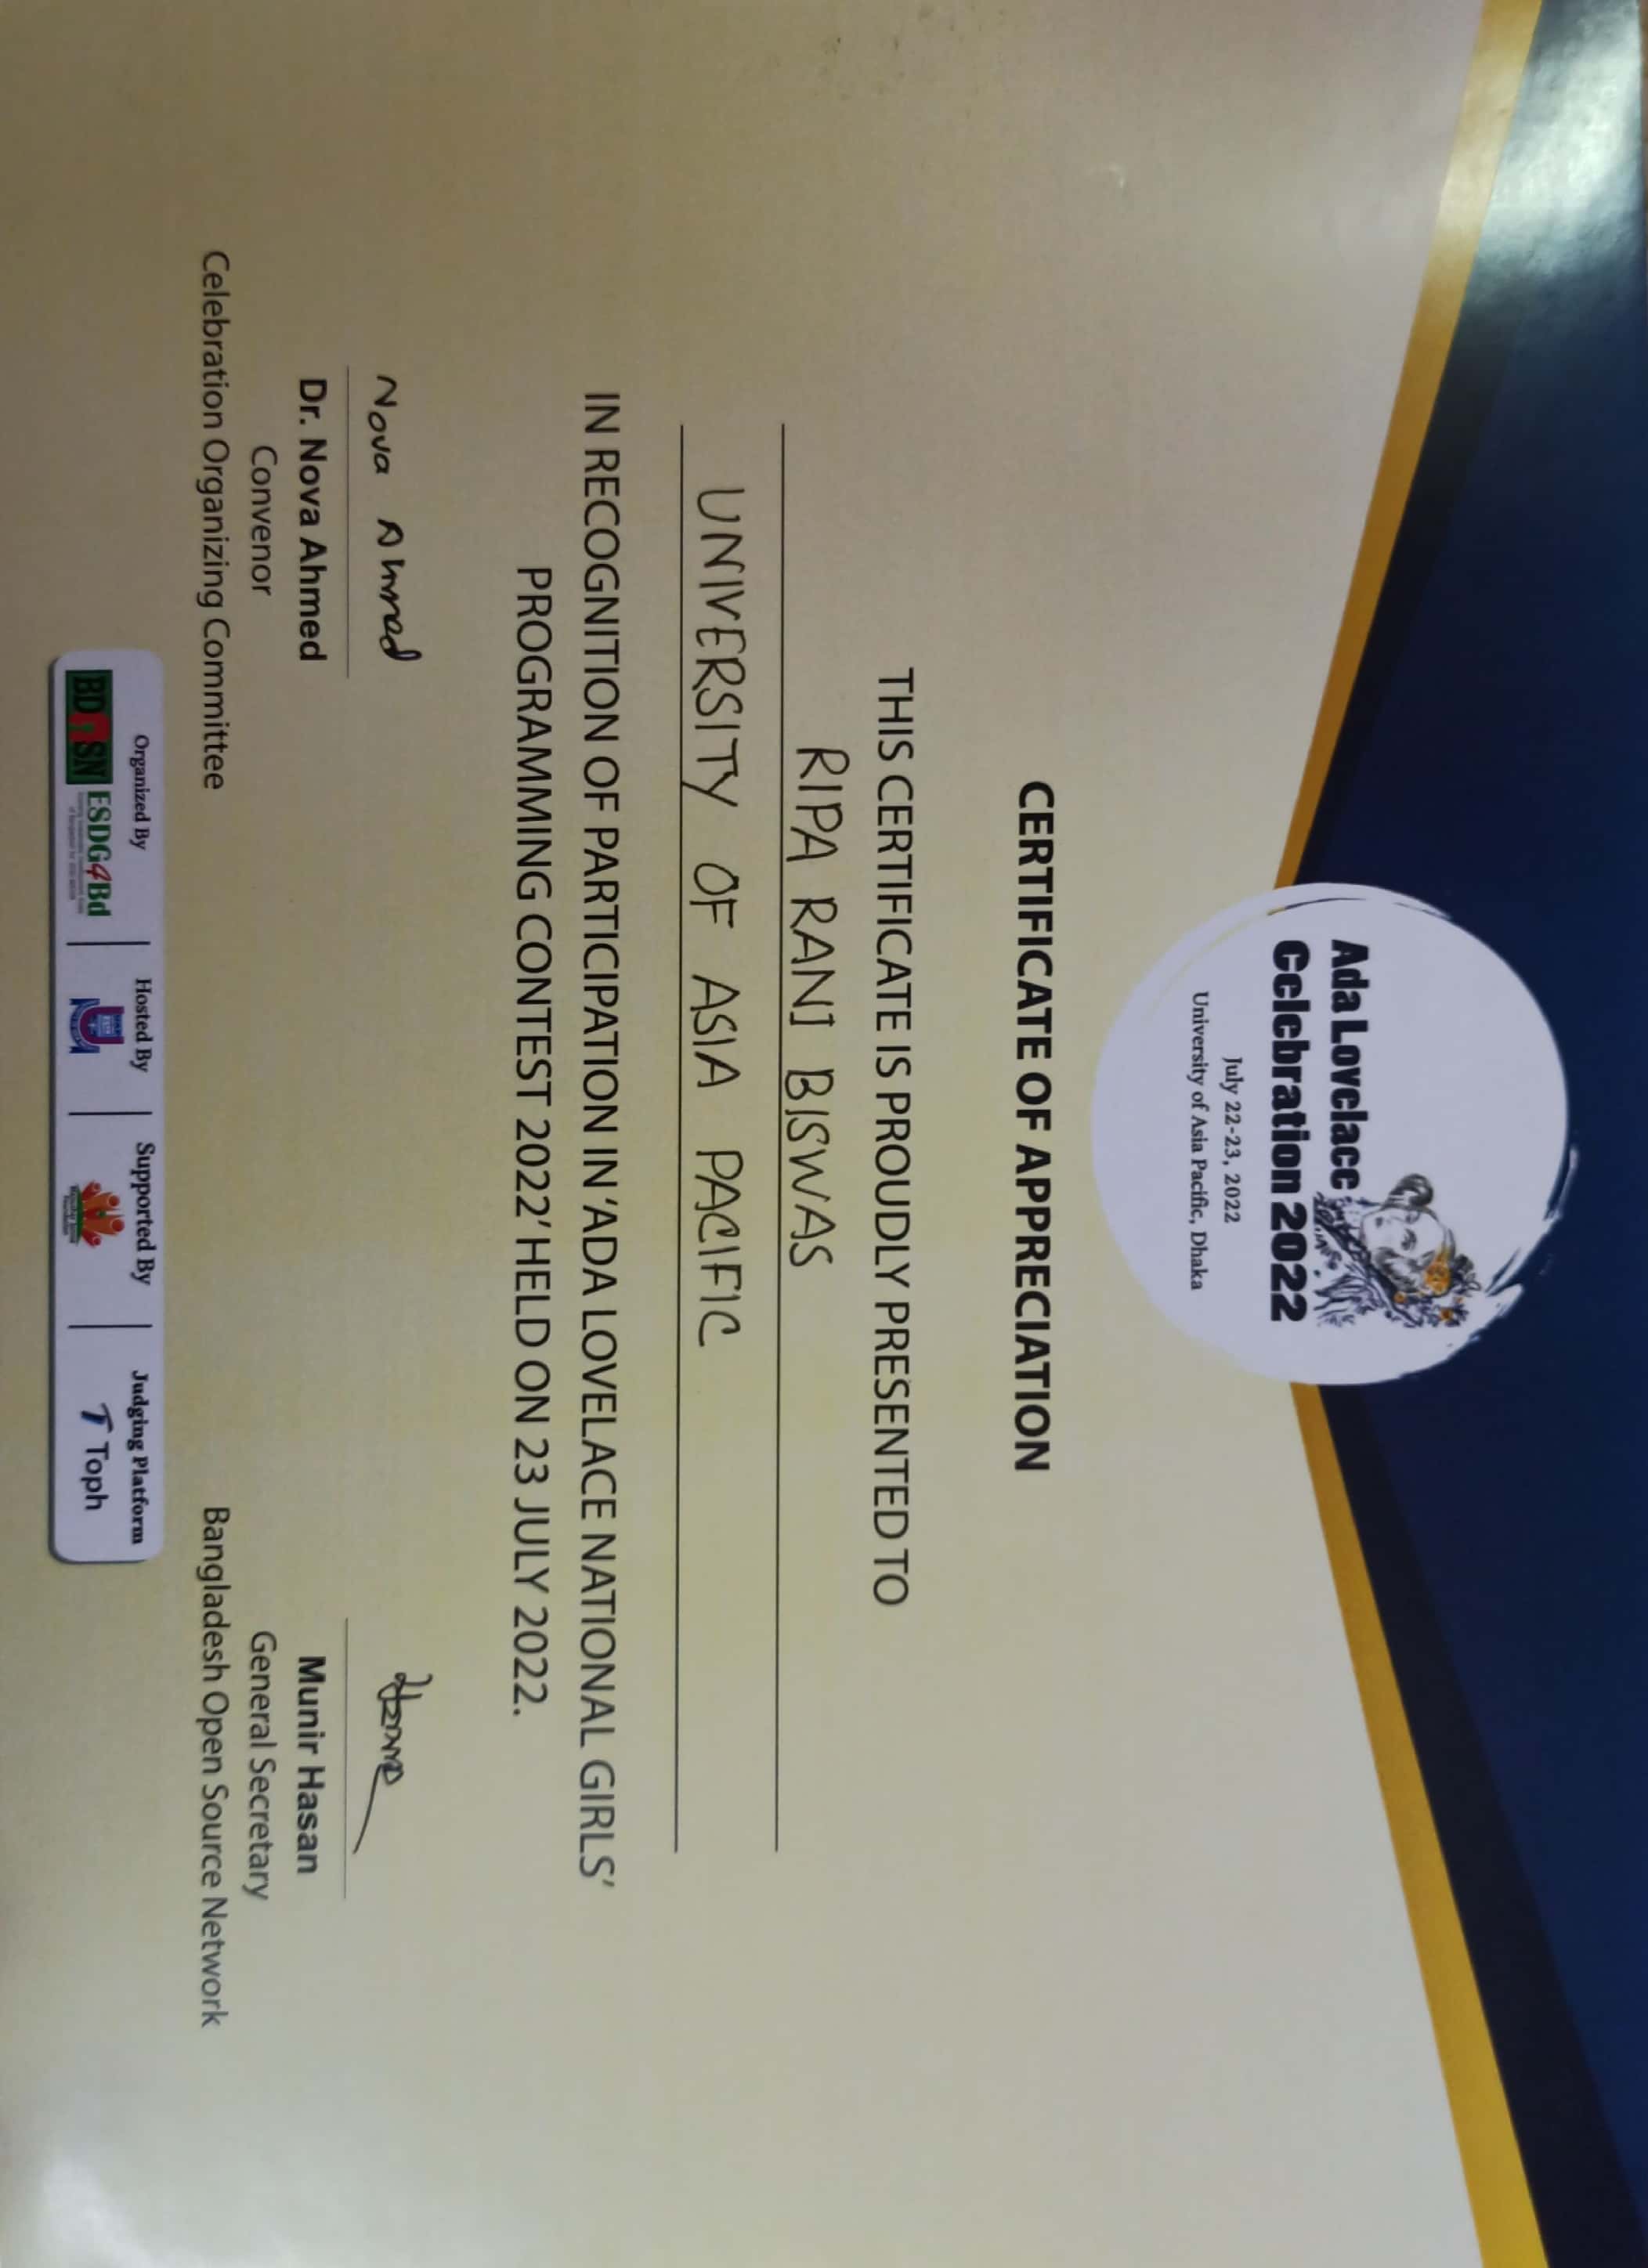 Ada Lovelace
Celebration 2022
July 22-23, 2022
University of Asia Pacific, Dhaka
CERTIFICATE OF APPRECIATION
THIS CERTIFICATE IS PROUDLY PRESENTED TO
RIPA RANI BISWAS
UNIVERSITY OF ASIA PACIFIC
IN RECOGNITION OF PARTICIPATION IN ‘ADA LOVELACE NATIONAL GIRLS’
PROGRAMMING CONTEST 2022’ HELD ON 23 JULY 2022.
Nova Ahmed
Dr. Nova Ahmed
Convenor
Celebration Organizing Committee
Munir Hasan
General Secretary
Bangladesh Open Source Network
Organized By
BDOSN ESDG4Bd
Hosted By
UAP
Supported By
Foundation
Judging Platform
Toph